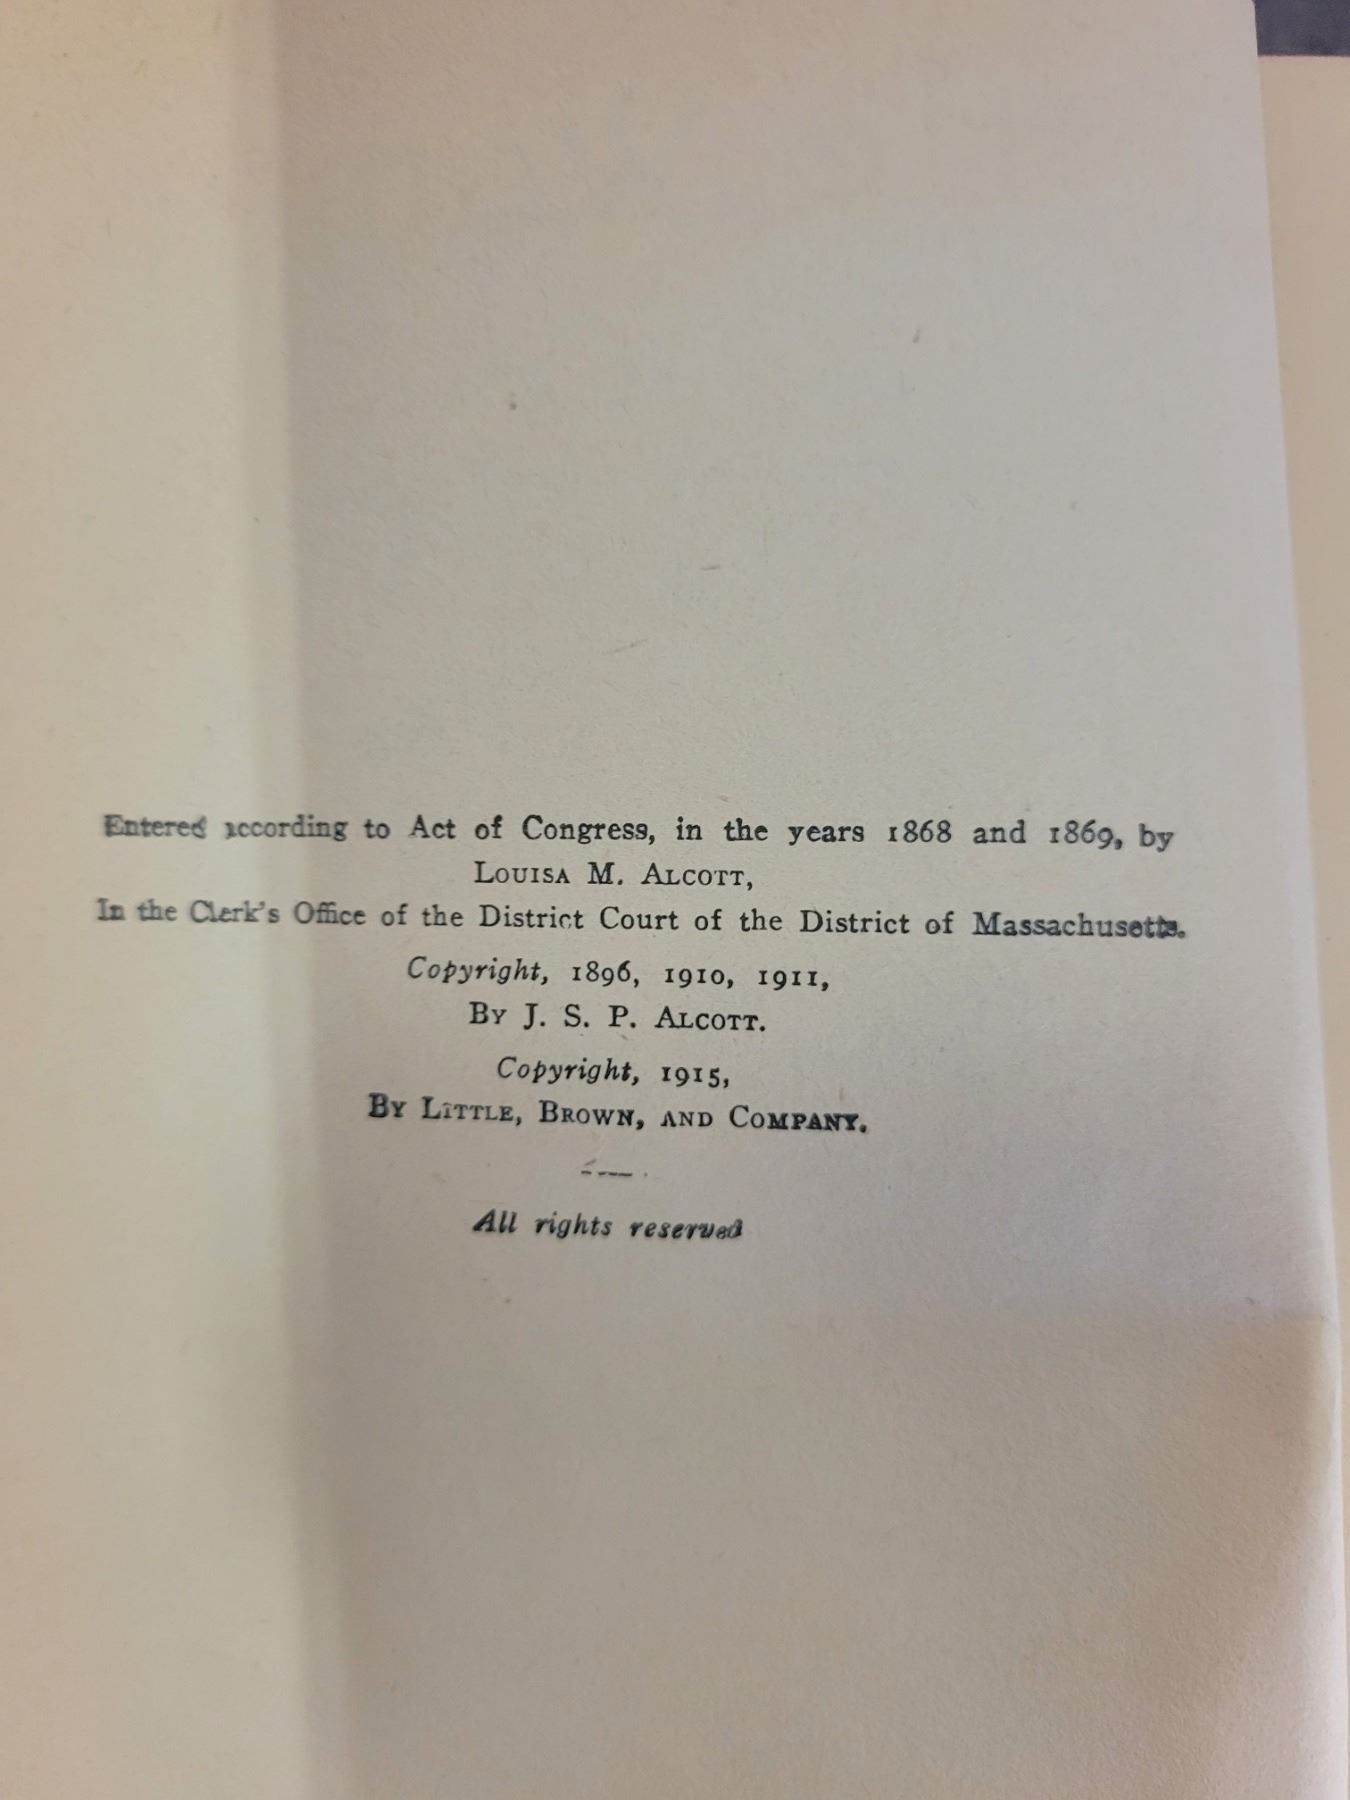 Entered according to Act of Congress, in the years 1868 and 1869, by
LOUISA M. ALCOTT,
In the Clerk's Office of the District Court of the District of Massachusetts.
Copyright, 1896, 1910, 1911,
BY J. S. P. ALCOTT.
Copyright, 1915,
BY LITTLE, BROWN, AND COMPANY.
All rights reserved